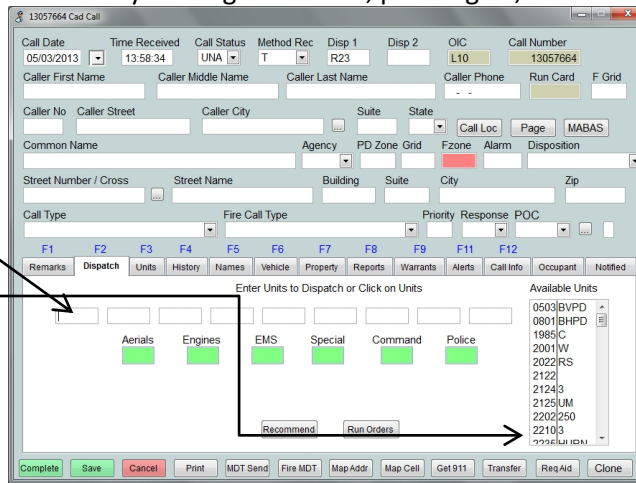 13057664 Cad Call
Call Date Time Received Call Status Method Rec Disp 1 Disp 2 OIC Call Number
05/03/2013 13:58:34 UNA T R23 L10 13057664
Caller First Name Caller Middle Name Caller Last Name Caller Phone Run Card F Grid
- -
Caller No Caller Street Caller City Suite State
... Call Loc Page MABAS
Common Name Agency PD Zone Grid Fzone Alarm Disposition
Street Number / Cross Street Name Building Suite City Zip
...
Call Type Fire Call Type Priority Response POC
...
F1 F2 F3 F4 F5 F6 F7 F8 F9 F11 F12
Remarks Dispatch Units History Names Vehicle Property Reports Warrants Alerts Call Info Occupant Notified
Enter Units to Dispatch or Click on Units Available Units
0503 BVPD
0801 BHPD
1985 C
Aerials Engines EMS Special Command Police
2001 W
2022 RS
2122
2124 3
2125 UM
2202 250
Recommend Run Orders
2210 3
2235 HURN
Complete Save Cancel Print MDT Send Fire MDT Map Addr Map Cell Get 911 Transfer Req Aid Clone